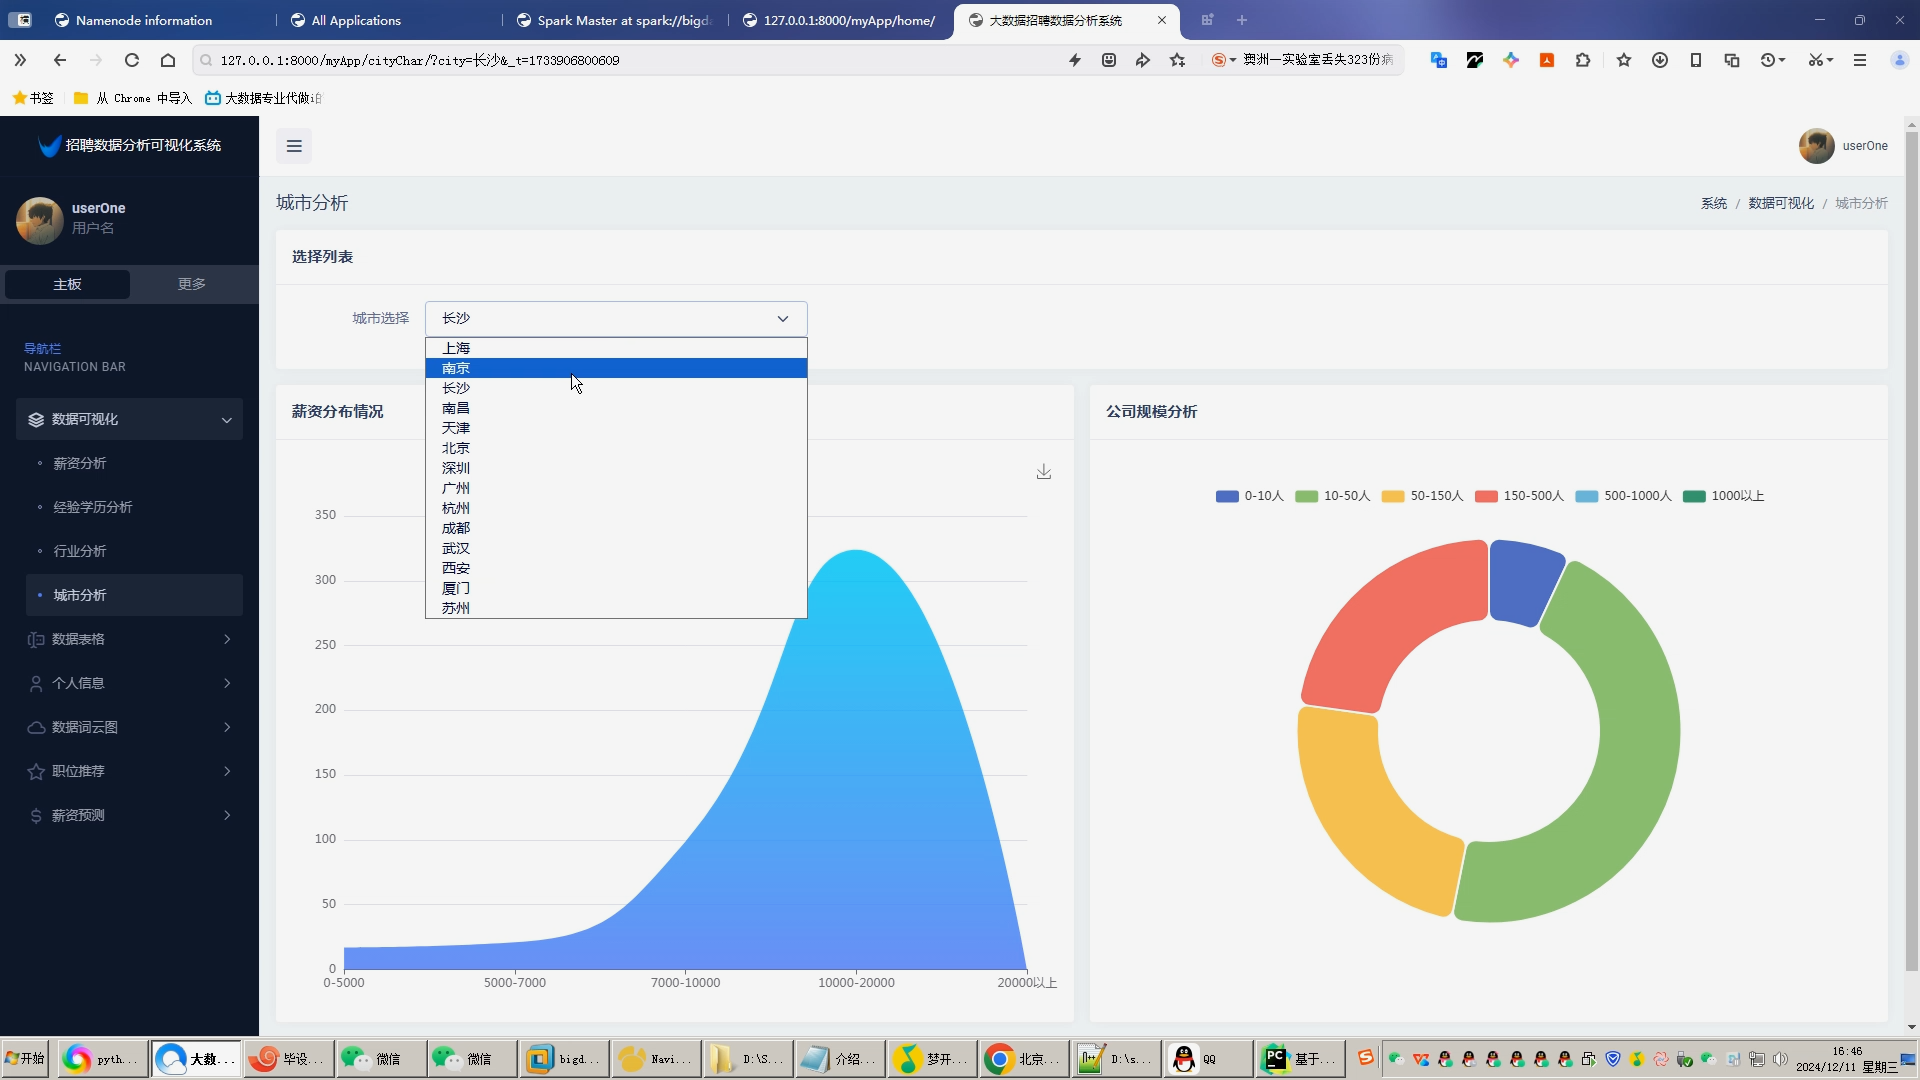 Namenode information
All Applications
Spark Master at spark://bigda
127.0.0.1:8000/myApp/home/
大数据招聘数据分析系统
127.0.0.1:8000/myApp/cityChar/?city=长沙&_t=1733906800609
澳洲一实验室丢失323份病
书签
从 Chrome 中导入
大数据专业代做i
招聘数据分析可视化系统
userOne
userOne
用户名
主板
更多
导航栏
NAVIGATION BAR
数据可视化
薪资分析
经验学历分析
行业分析
城市分析
数据表格
个人信息
数据词云图
职位推荐
薪资预测
城市分析
系统 / 数据可视化 / 城市分析
选择列表
城市选择
长沙
上海
南京
长沙
南昌
天津
北京
深圳
广州
杭州
成都
武汉
西安
厦门
苏州
薪资分布情况
350
300
250
200
150
100
50
0
0-5000
5000-7000
7000-10000
10000-20000
20000以上
公司规模分析
0-10人
10-50人
50-150人
150-500人
500-1000人
1000以上
开始
pyth...
大数...
毕设...
微信
微信
bigd...
Navi...
D:\S...
介绍...
梦开...
北京...
D:\s...
QQ
基于...
16:46
2024/12/11 星期三